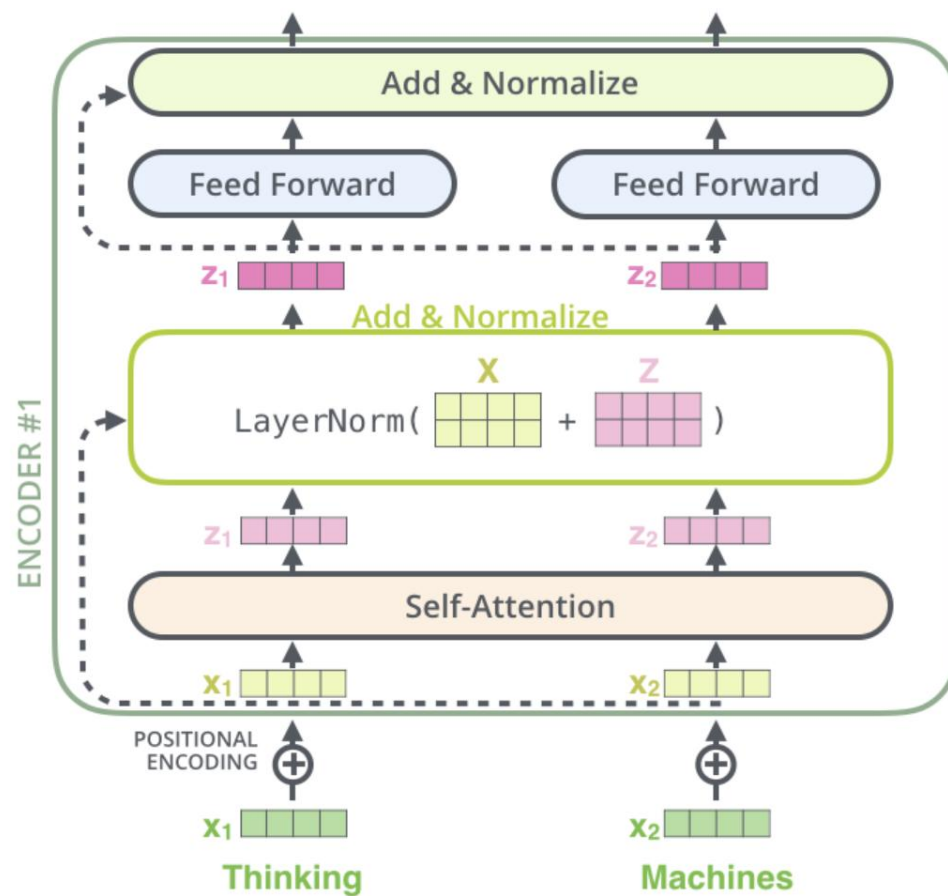 Add & Normalize
Feed Forward Feed Forward
z₁ z₂
Add & Normalize
X Z
LayerNorm( + )
ENCODER #1
z₁ z₂
Self-Attention
x₁ x₂
POSITIONAL
ENCODING
x₁ x₂
Thinking Machines